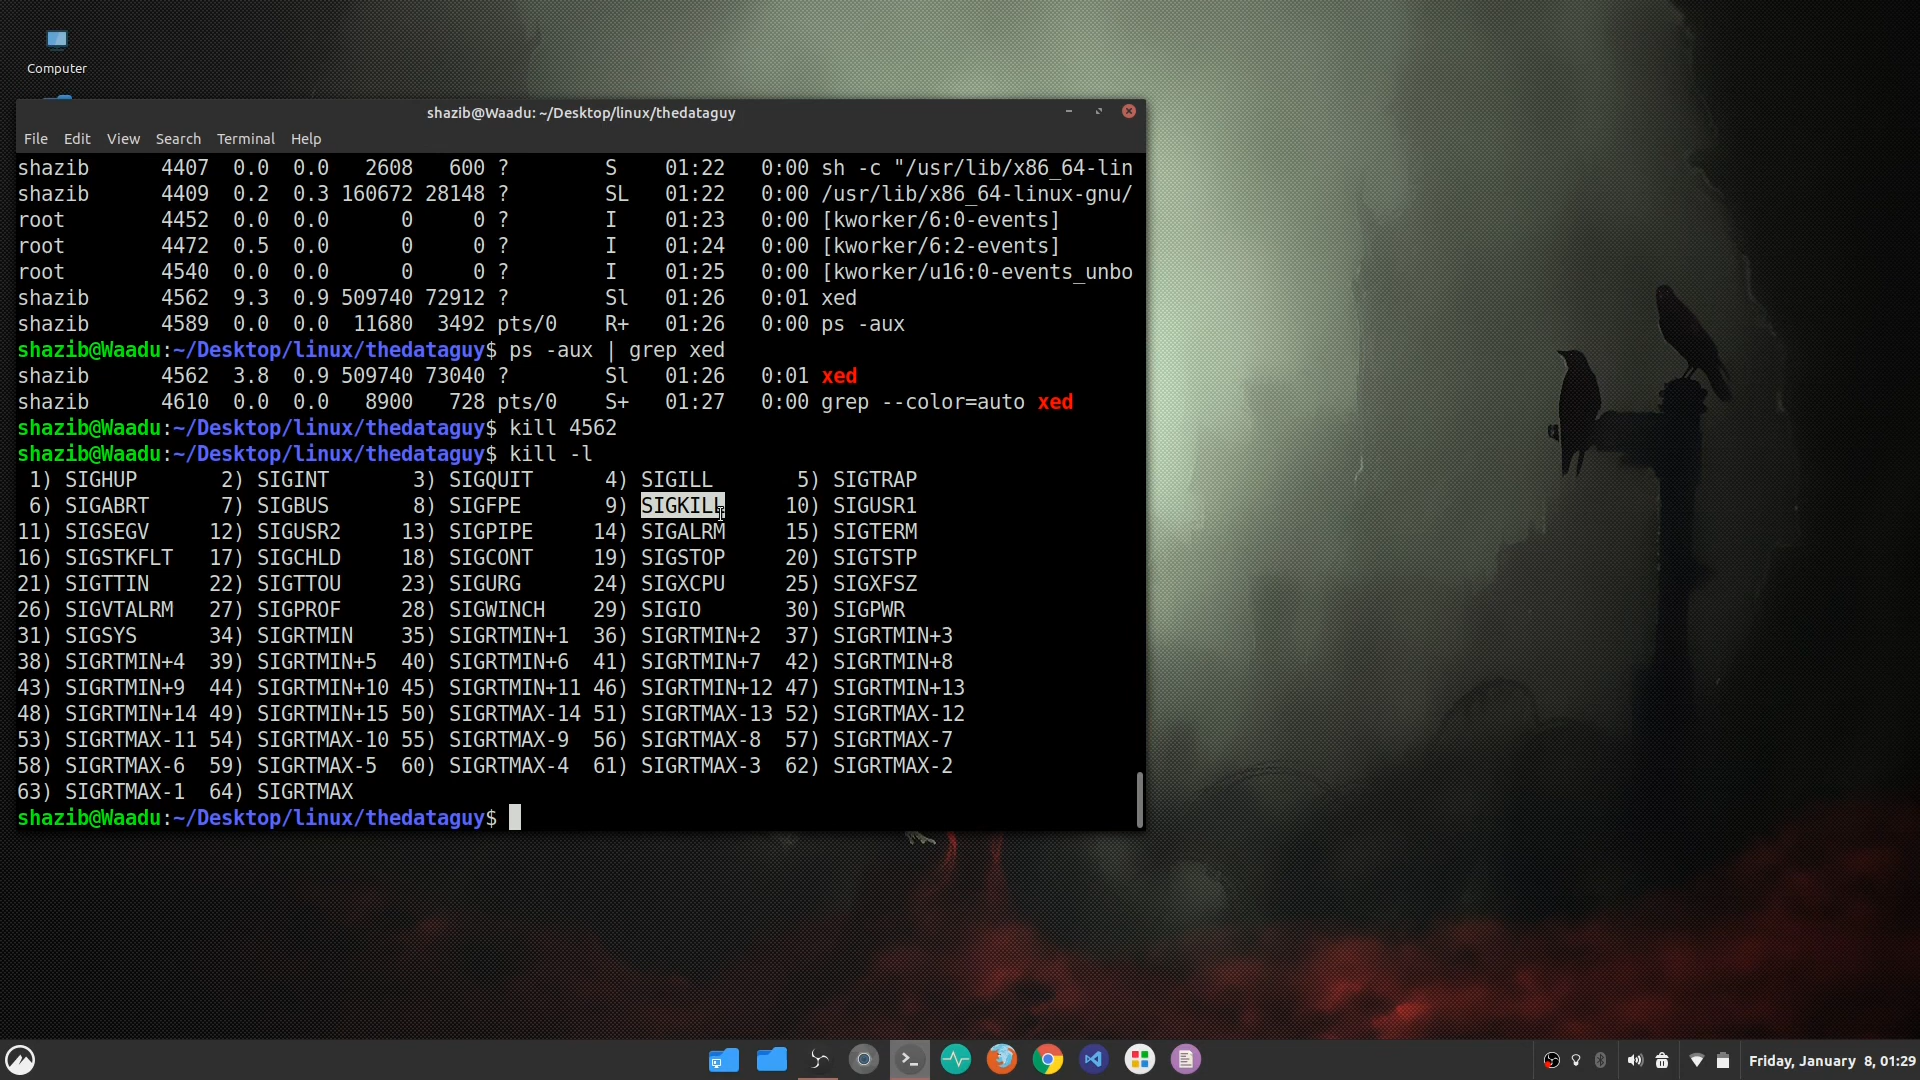 Computer
shazib@Waadu: ~/Desktop/linux/thedataguy
File Edit View Search Terminal Help
shazib 4407 0.0 0.0 2608 600 ? S 01:22 0:00 sh -c "/usr/lib/x86_64-lin
shazib 4409 0.2 0.3 160672 28148 ? SL 01:22 0:00 /usr/lib/x86_64-linux-gnu/
root 4452 0.0 0.0 0 0 ? I 01:23 0:00 [kworker/6:0-events]
root 4472 0.5 0.0 0 0 ? I 01:24 0:00 [kworker/6:2-events]
root 4540 0.0 0.0 0 0 ? I 01:25 0:00 [kworker/u16:0-events_unbo
shazib 4562 9.3 0.9 509740 72912 ? Sl 01:26 0:01 xed
shazib 4589 0.0 0.0 11680 3492 pts/0 R+ 01:26 0:00 ps -aux
shazib@Waadu:~/Desktop/linux/thedataguy$ ps -aux | grep xed
shazib 4562 3.8 0.9 509740 73040 ? Sl 01:26 0:01 xed
shazib 4610 0.0 0.0 8900 728 pts/0 S+ 01:27 0:00 grep --color=auto xed
shazib@Waadu:~/Desktop/linux/thedataguy$ kill 4562
shazib@Waadu:~/Desktop/linux/thedataguy$ kill -l
1) SIGHUP 2) SIGINT 3) SIGQUIT 4) SIGILL 5) SIGTRAP
6) SIGABRT 7) SIGBUS 8) SIGFPE 9) SIGKILL 10) SIGUSR1
11) SIGSEGV 12) SIGUSR2 13) SIGPIPE 14) SIGALRM 15) SIGTERM
16) SIGSTKFLT 17) SIGCHLD 18) SIGCONT 19) SIGSTOP 20) SIGTSTP
21) SIGTTIN 22) SIGTTOU 23) SIGURG 24) SIGXCPU 25) SIGXFSZ
26) SIGVTALRM 27) SIGPROF 28) SIGWINCH 29) SIGIO 30) SIGPWR
31) SIGSYS 34) SIGRTMIN 35) SIGRTMIN+1 36) SIGRTMIN+2 37) SIGRTMIN+3
38) SIGRTMIN+4 39) SIGRTMIN+5 40) SIGRTMIN+6 41) SIGRTMIN+7 42) SIGRTMIN+8
43) SIGRTMIN+9 44) SIGRTMIN+10 45) SIGRTMIN+11 46) SIGRTMIN+12 47) SIGRTMIN+13
48) SIGRTMIN+14 49) SIGRTMIN+15 50) SIGRTMAX-14 51) SIGRTMAX-13 52) SIGRTMAX-12
53) SIGRTMAX-11 54) SIGRTMAX-10 55) SIGRTMAX-9 56) SIGRTMAX-8 57) SIGRTMAX-7
58) SIGRTMAX-6 59) SIGRTMAX-5 60) SIGRTMAX-4 61) SIGRTMAX-3 62) SIGRTMAX-2
63) SIGRTMAX-1 64) SIGRTMAX
shazib@Waadu:~/Desktop/linux/thedataguy$
Friday, January 8, 01:29